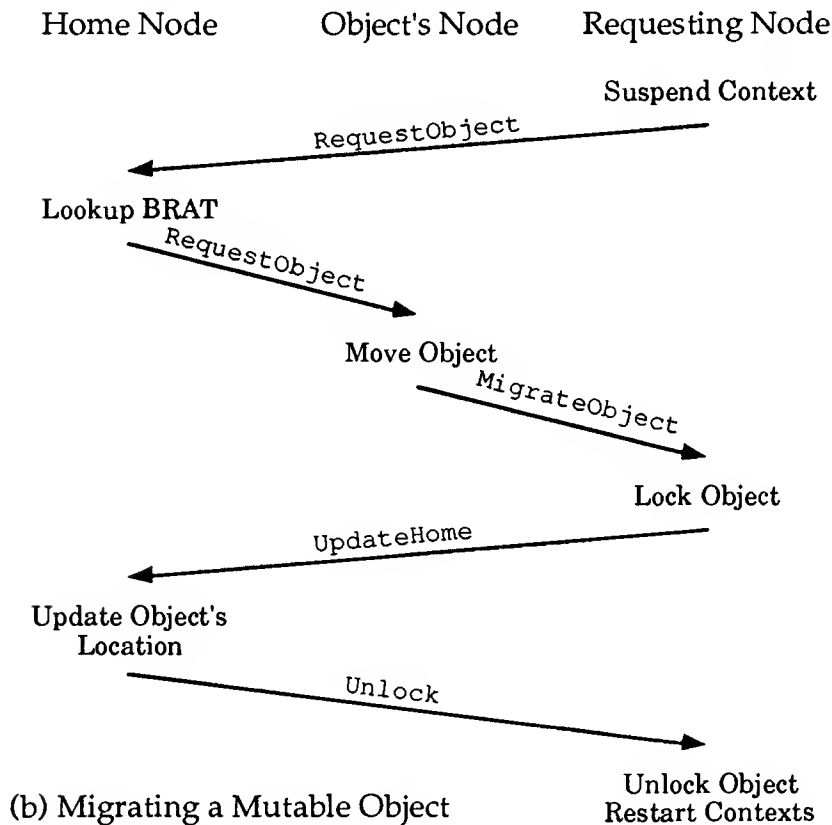 Home Node Object's Node Requesting Node
Suspend Context
RequestObject
Lookup BRAT
RequestObject
Move Object
MigrateObject
Lock Object
UpdateHome
Update Object's
Location
Unlock
Unlock Object
Restart Contexts
(b) Migrating a Mutable Object